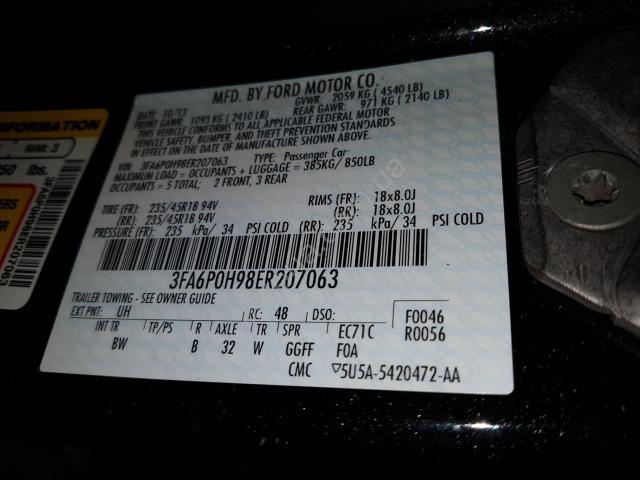 MFD. BY FORD MOTOR CO.
DATE: 10/13
GVWR: 2059 KG (4540 LB)
FRONT GAWR: 1093 KG (2410 LB)
REAR GAWR: 971 KG (2140 LB)
THIS VEHICLE CONFORMS TO ALL APPLICABLE FEDERAL MOTOR
VEHICLE SAFETY, BUMPER, AND THEFT PREVENTION STANDARDS
IN EFFECT ON THE DATE OF MANUFACTURE SHOWN ABOVE.
VIN: 3FA6P0H98ER207063 TYPE: Passenger Car
MAXIMUM LOAD = OCCUPANTS + LUGGAGE = 385KG/850LB
OCCUPANTS = 5 TOTAL: 2 FRONT, 3 REAR
TIRE (FR): 235/45R18 94V RIMS (FR): 18x8.0J
(RR): 235/45R18 94V (RR): 18x8.0J
PRESSURE (FR): 235 kPa/ 34 PSI COLD (RR): 235 kPa/34 PSI COLD
3FA6P0H98ER207063
TRAILER TOWING - SEE OWNER GUIDE
EXT PNT: UH RC: 48 DSO: F0046
INT TR TP/PS R AXLE TR SPR EC71C R0056
BW B 32 W GGFF F0A
CMC 5U5A-5420472-AA
INFORMATION
REAR: 3
lbs.
3FA6P0H98ER207063